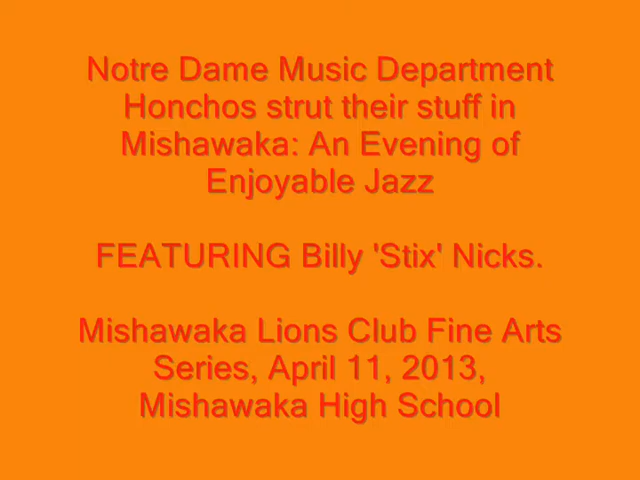 Notre Dame Music Department
Honchos strut their stuff in
Mishawaka: An Evening of
Enjoyable Jazz
FEATURING Billy 'Stix' Nicks.
Mishawaka Lions Club Fine Arts
Series, April 11, 2013,
Mishawaka High School